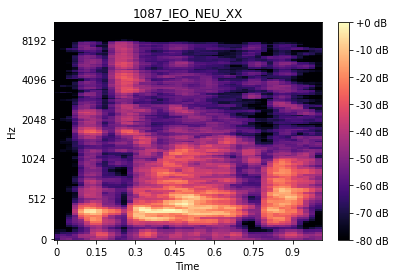 1087_IEO_NEU_XX
+0 dB
8192
-10 dB
4096
-20 dB
-30 dB
2048
Hz
-40 dB
1024
-50 dB
512
-60 dB
-70 dB
0
-80 dB
0 0.15 0.3 0.45 0.6 0.75 0.9
Time